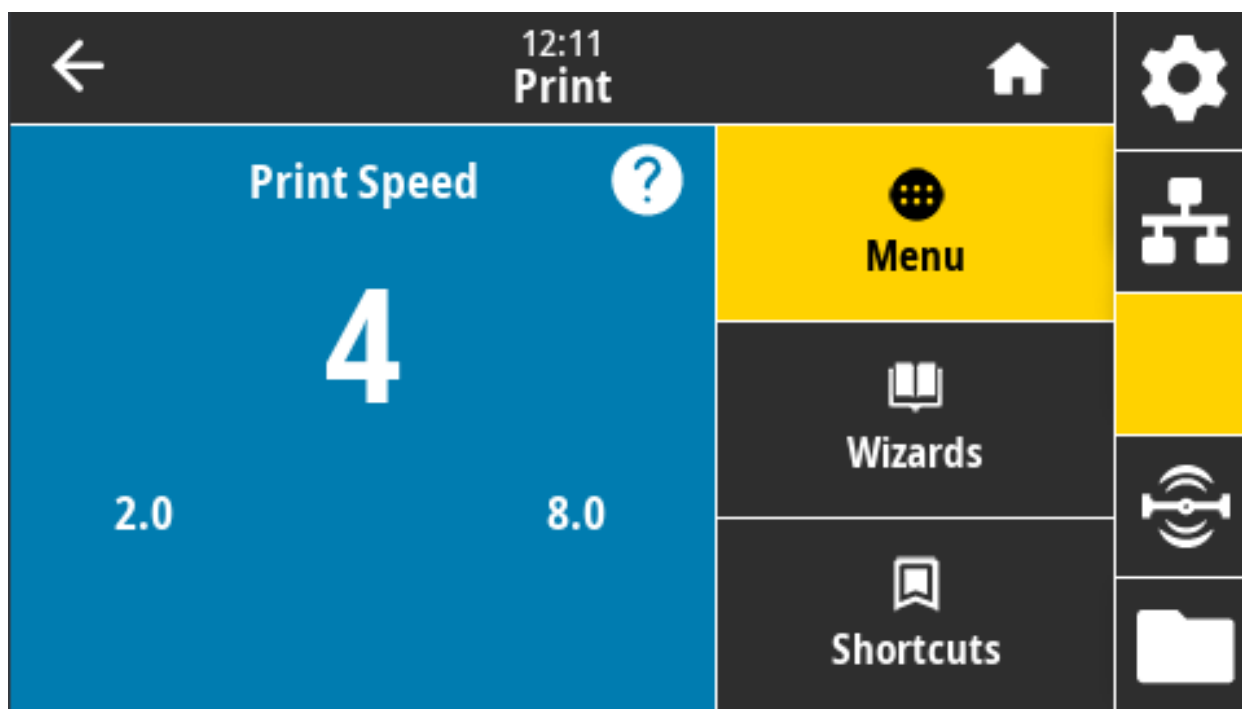 12:11
Print
Print Speed
?
4
2.0
8.0
Menu
Wizards
Shortcuts